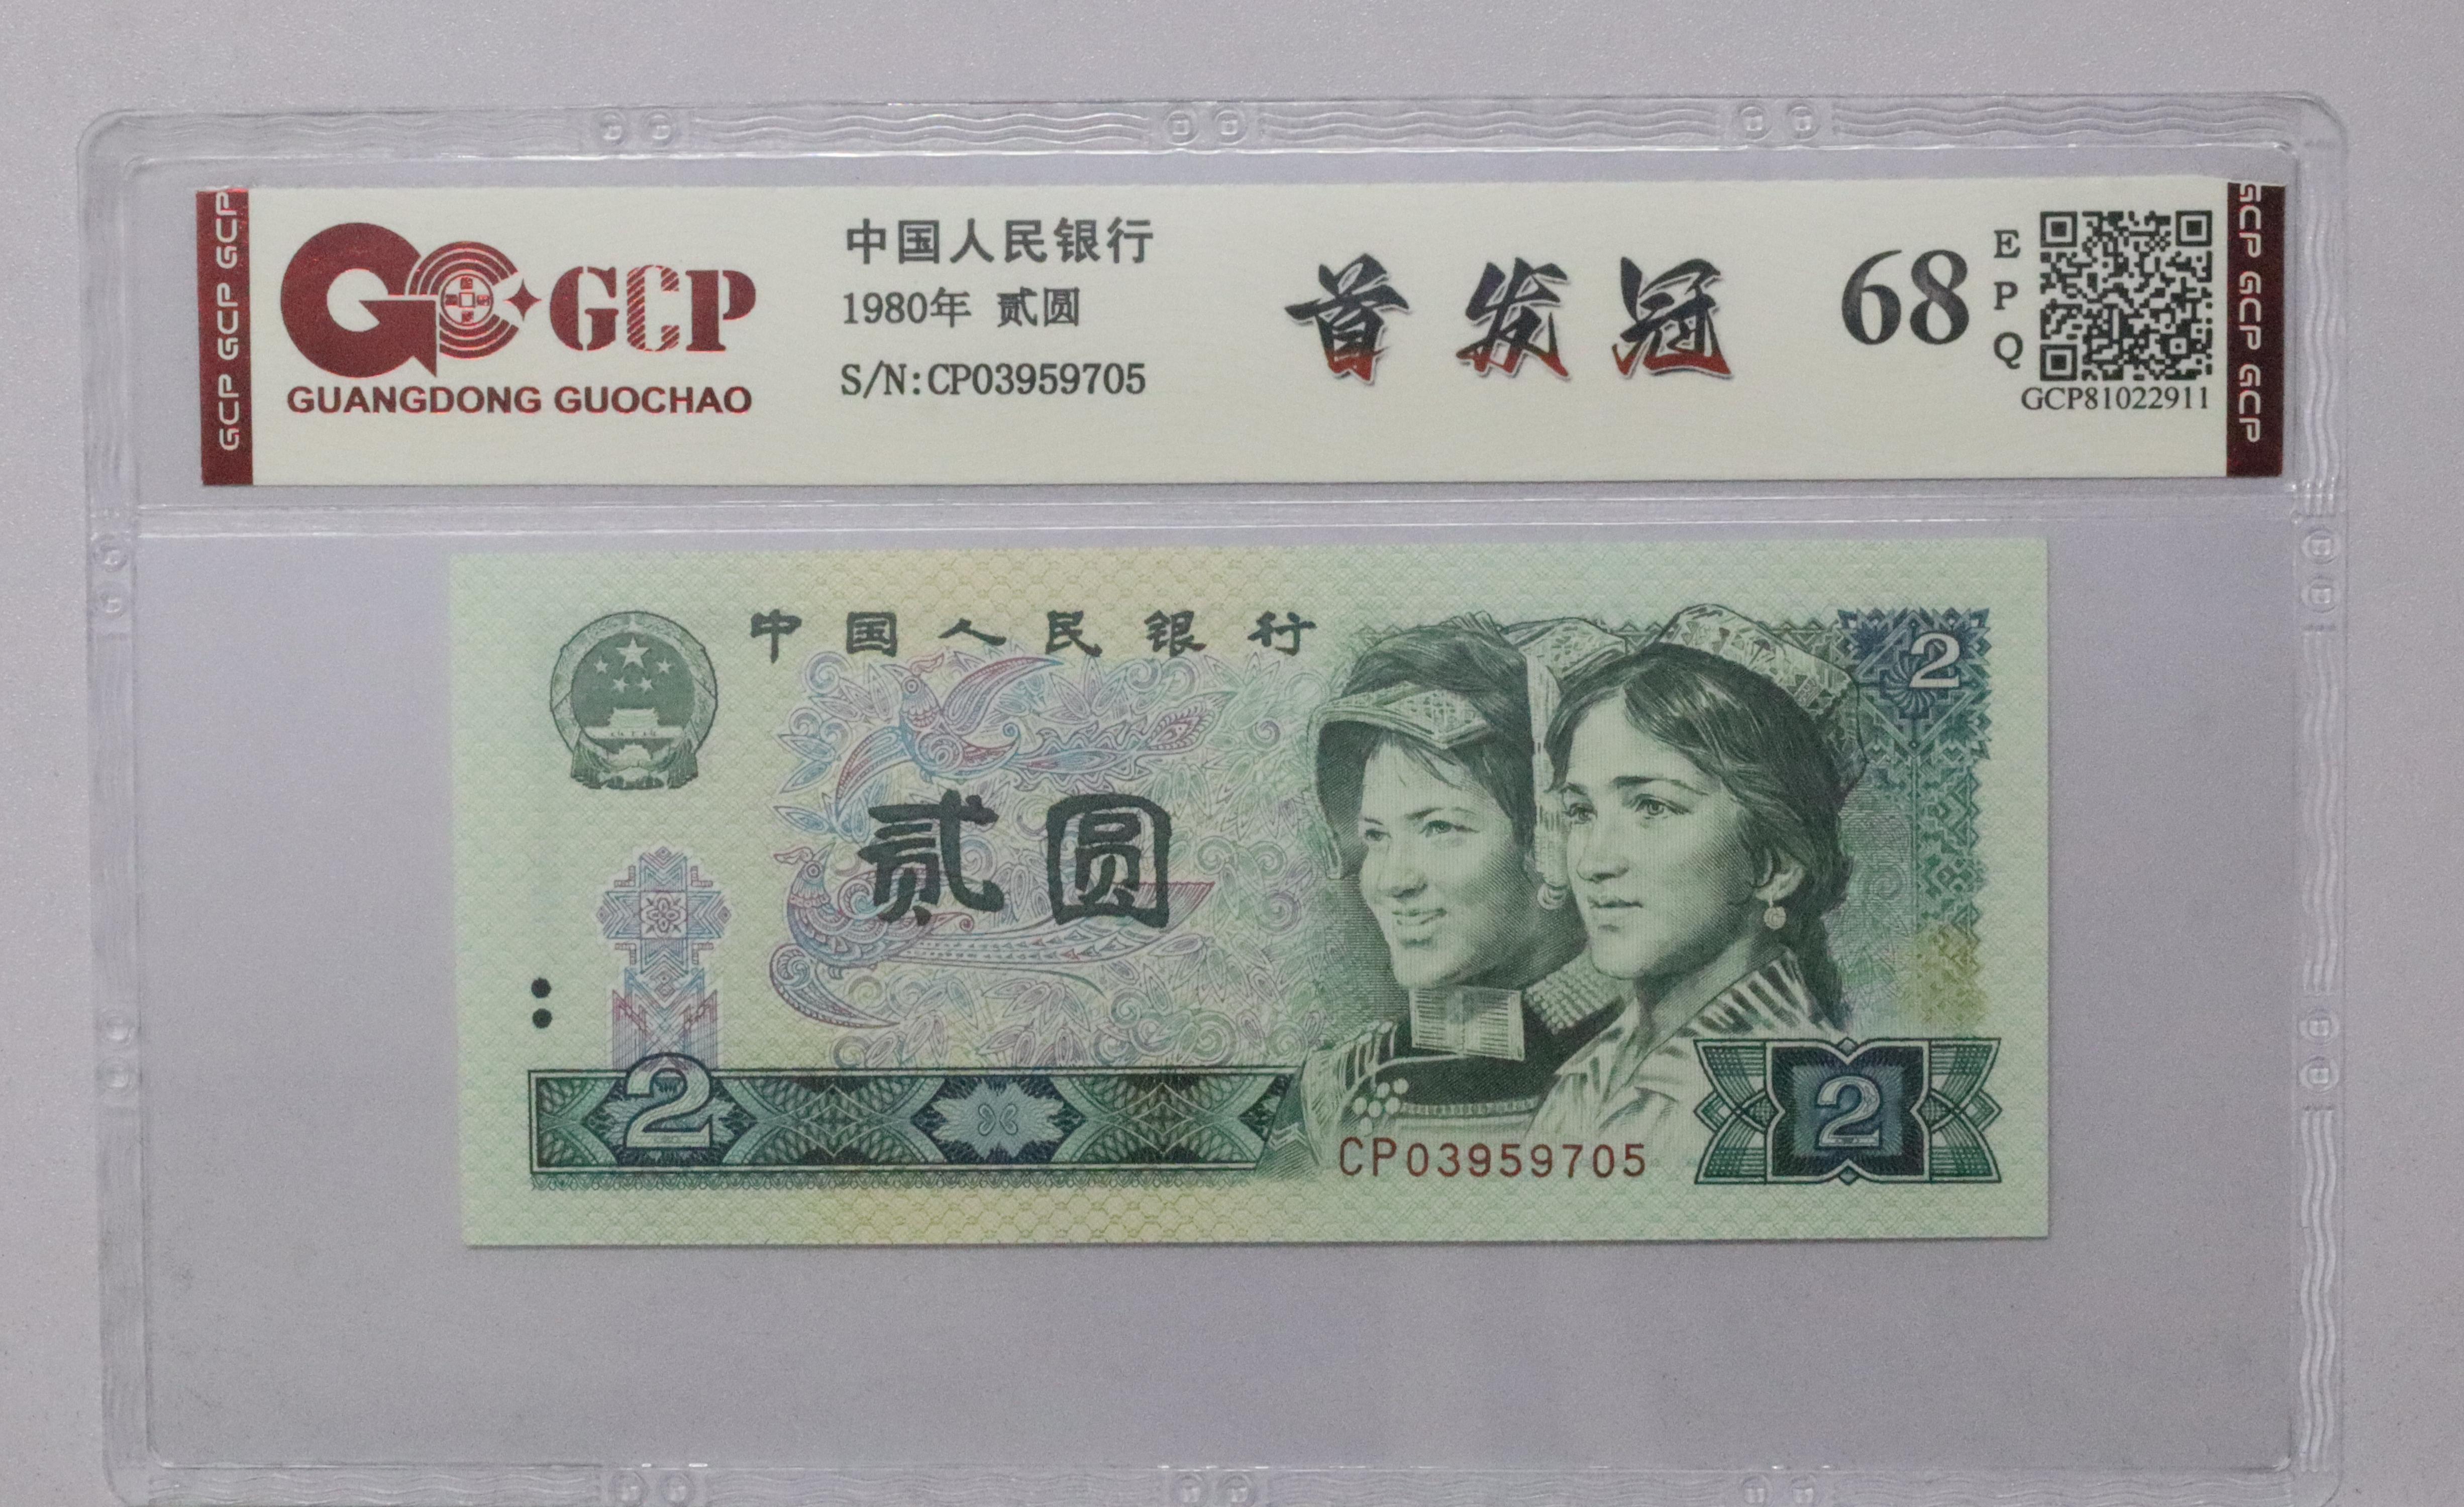 GCP GCP GCP
GCP
GUANGDONG GUOCHAO
中国人民银行
1980年 贰圆
S/N:CP03959705
首发冠
68
EPQ
GCP81022911
GCP GCP GCP
中国人民银行
2
贰圆
2
CP03959705
2